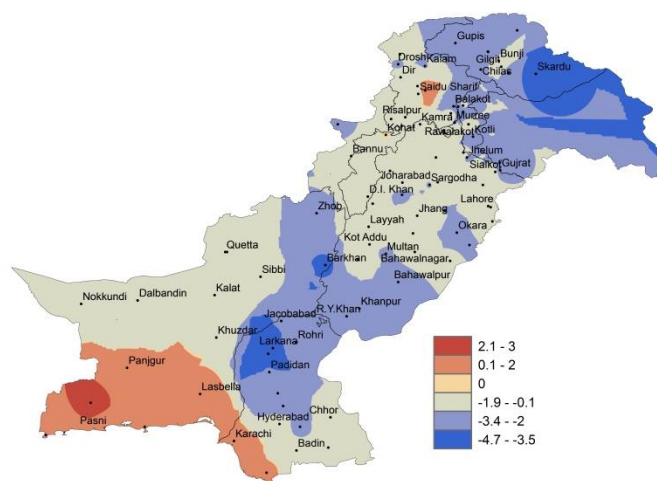 Gupis
Bunji
Drosh Kalam
Gilgit
Skardu
Chilas
Dir
Saidu Sharif
Balakot
Risalpur
Kamra
Murree
Kohat
Rawalakot
Kotli
Bannu
Jhelum
Sialkot
Gujrat
Joharabad
Sargodha
D.I. Khan
Lahore
Zhob
Jhang
Layyah
Okara
Quetta
Kot Addu
Multan
Barkhan
Bahawalnagar
Sibbi
Bahawalpur
Nokkundi
Dalbandin
Kalat
Khanpur
R.Y.Khan
Jacobabad
Khuzdar
Rohri
Larkana
Panjgur
Padidan
Lasbella
Pasni
Chhor
Hyderabad
Karachi
Badin
2.1 - 3
0.1 - 2
0
-1.9 - -0.1
-3.4 - -2
-4.7 - -3.5